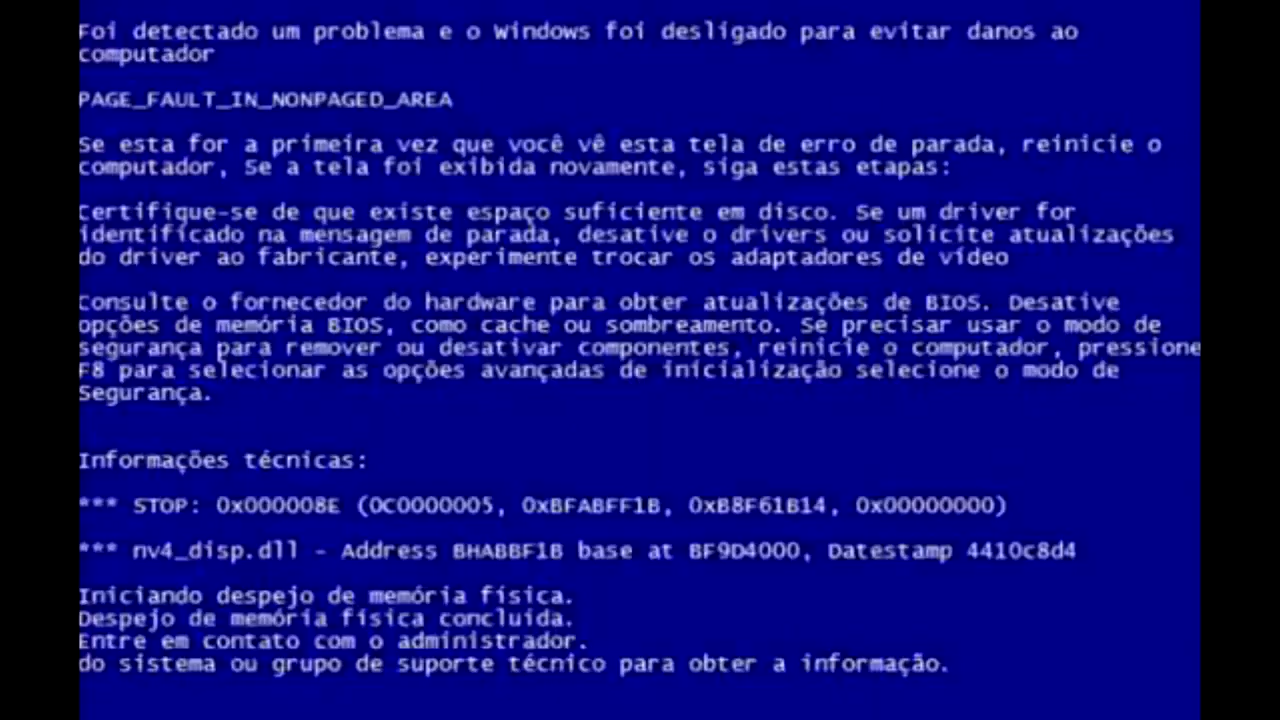 Foi detectado um problema e o Windows foi desligado para evitar danos ao
computador
PAGE_FAULT_IN_NONPAGED_AREA
Se esta for a primeira vez que você vê esta tela de erro de parada, reinicie o
computador, Se a tela foi exibida novamente, siga estas etapas:
Certifique-se de que existe espaço suficiente em disco. Se um driver for
identificado na mensagem de parada, desative o drivers ou solicite atualizações
do driver ao fabricante, experimente trocar os adaptadores de vídeo
Consulte o fornecedor do hardware para obter atualizações de BIOS. Desative
opções de memória BIOS, como cache ou sombreamento. Se precisar usar o modo de
segurança para remover ou desativar componentes, reinicie o computador, pressione
F8 para selecionar as opções avançadas de inicialização selecione o modo de
Segurança.
Informações técnicas:
*** STOP: 0x000008E (0C0000005, 0xBFABFF1B, 0xB8F61B14, 0x00000000)
*** nv4_disp.dll - Address BHABBF1B base at BF9D4000, Datestamp 4410c8d4
Iniciando despejo de memória física.
Despejo de memória física concluida.
Entre em contato com o administrador.
do sistema ou grupo de suporte técnico para obter a informação.